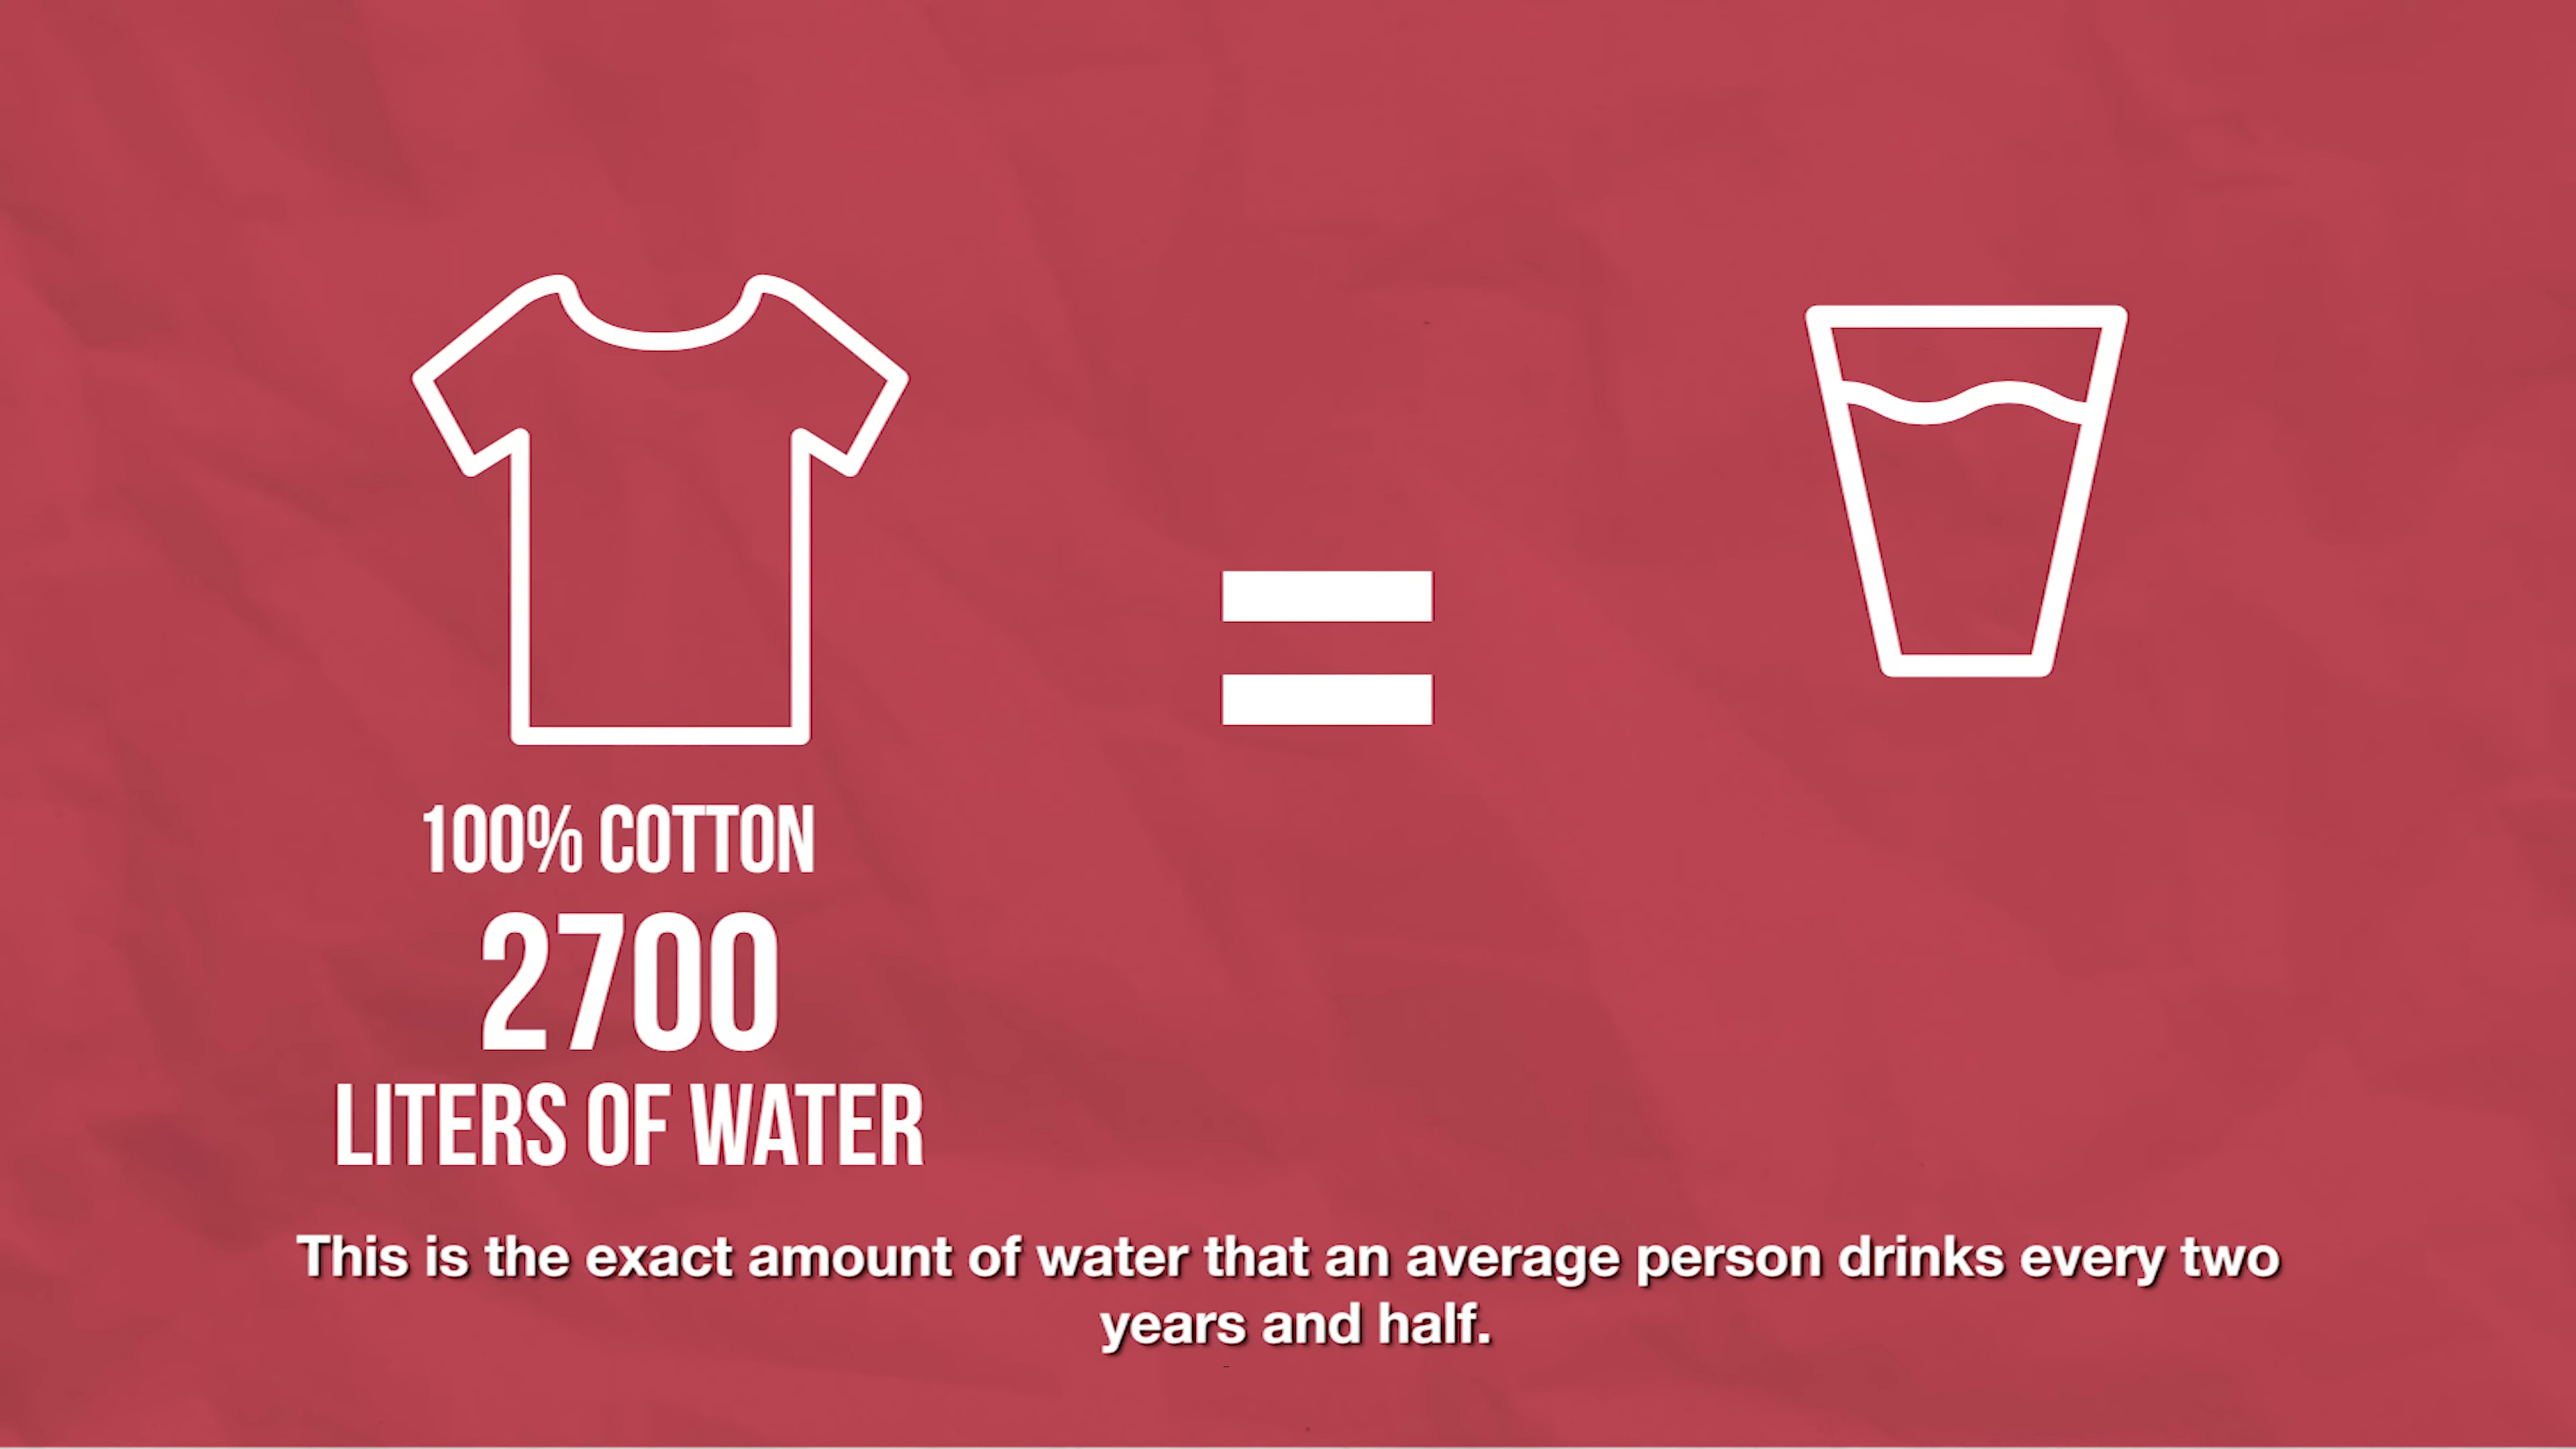 100% COTTON
2700
LITERS OF WATER
This is the exact amount of water that an average person drinks every two
years and half.